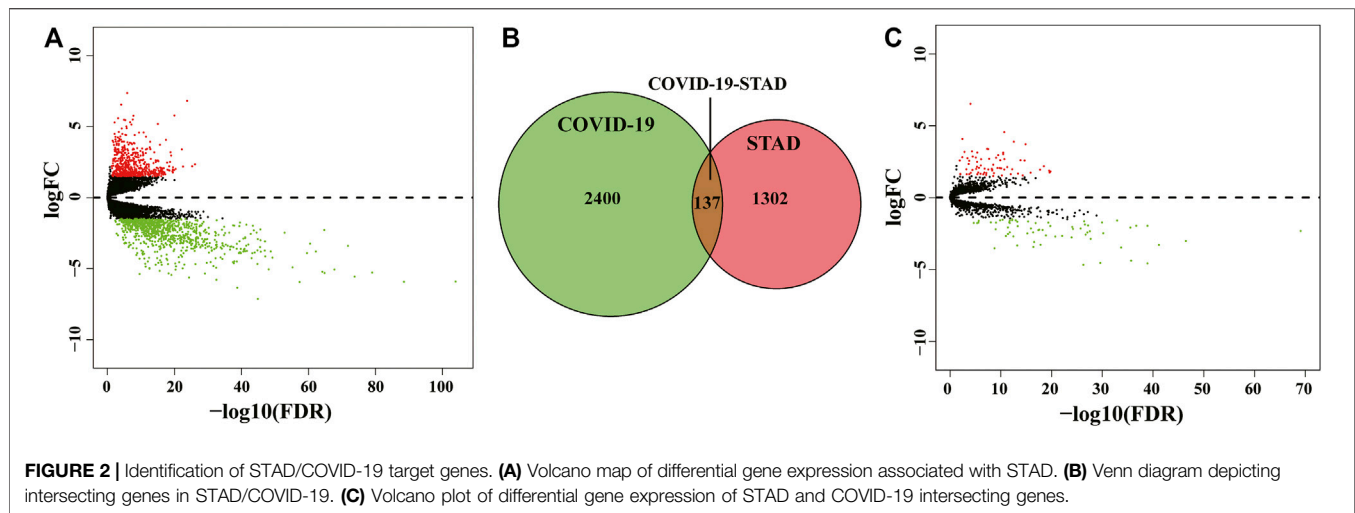 A
10
5
0
−5
−10
logFC
0
20
40
60
80
100
−log10(FDR)
B
COVID-19-STAD
COVID-19
STAD
2400
137
1302
C
10
5
0
−5
−10
logFC
0
10
20
30
40
50
60
70
−log10(FDR)
FIGURE 2 | Identification of STAD/COVID-19 target genes. (A) Volcano map of differential gene expression associated with STAD. (B) Venn diagram depicting
intersecting genes in STAD/COVID-19. (C) Volcano plot of differential gene expression of STAD and COVID-19 intersecting genes.